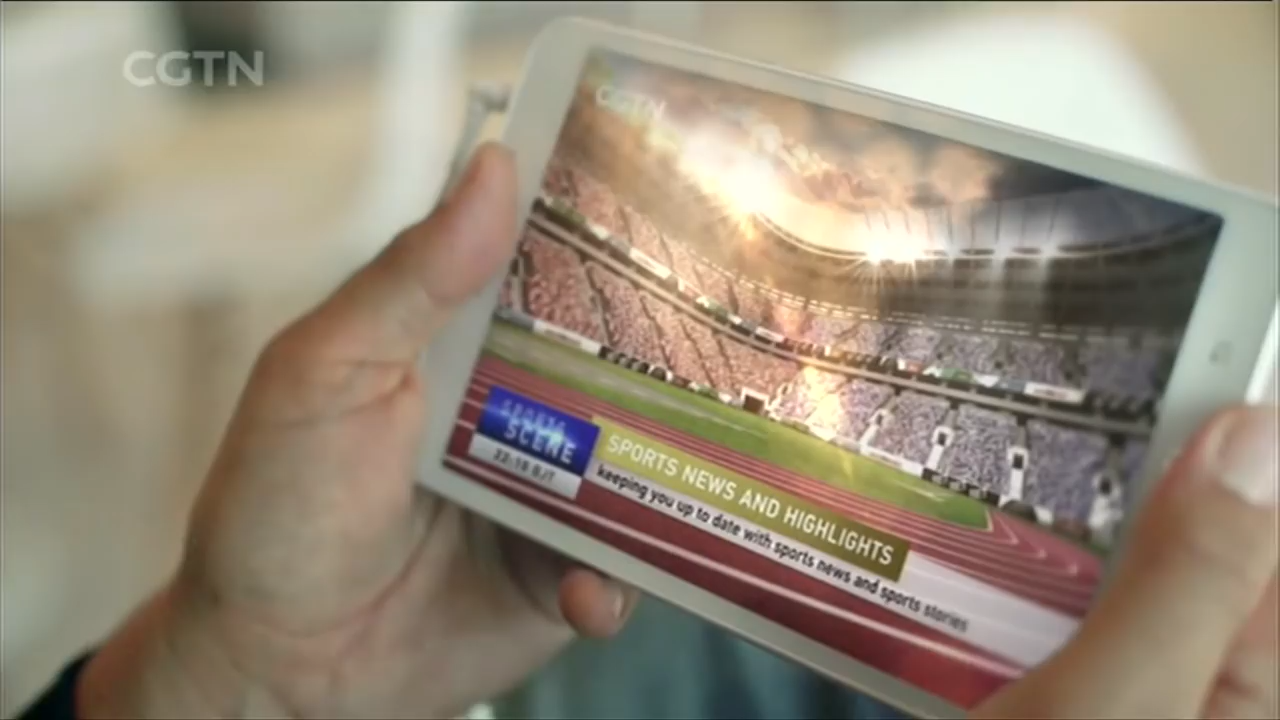 CGTN
CGTN
SPORTS
SCENE
22:18 BJT
SPORTS NEWS AND HIGHLIGHTS
keeping you up to date with sports news and sports stories